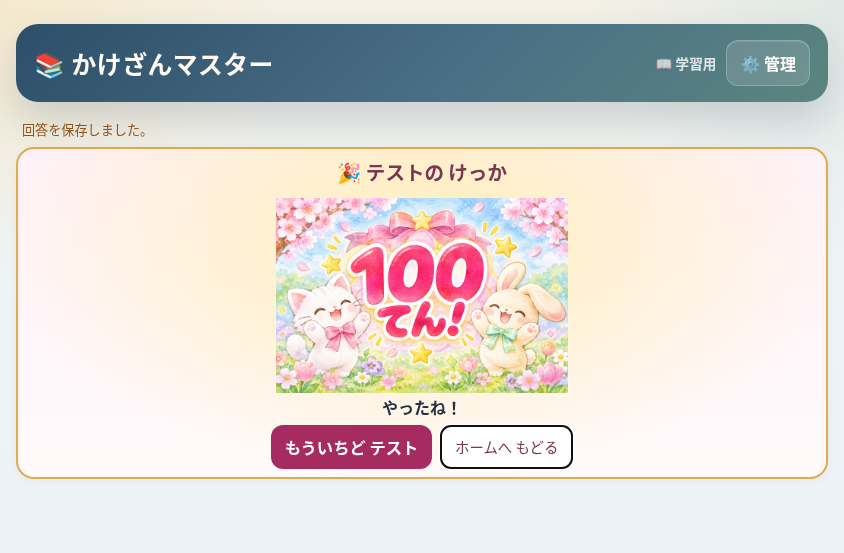 📚 かけざんマスター
📖 学習用
⚙️ 管理
回答を保存しました。
🎉 テストの けっか
100
てん!
やったね！
もういちど テスト
ホームへ もどる